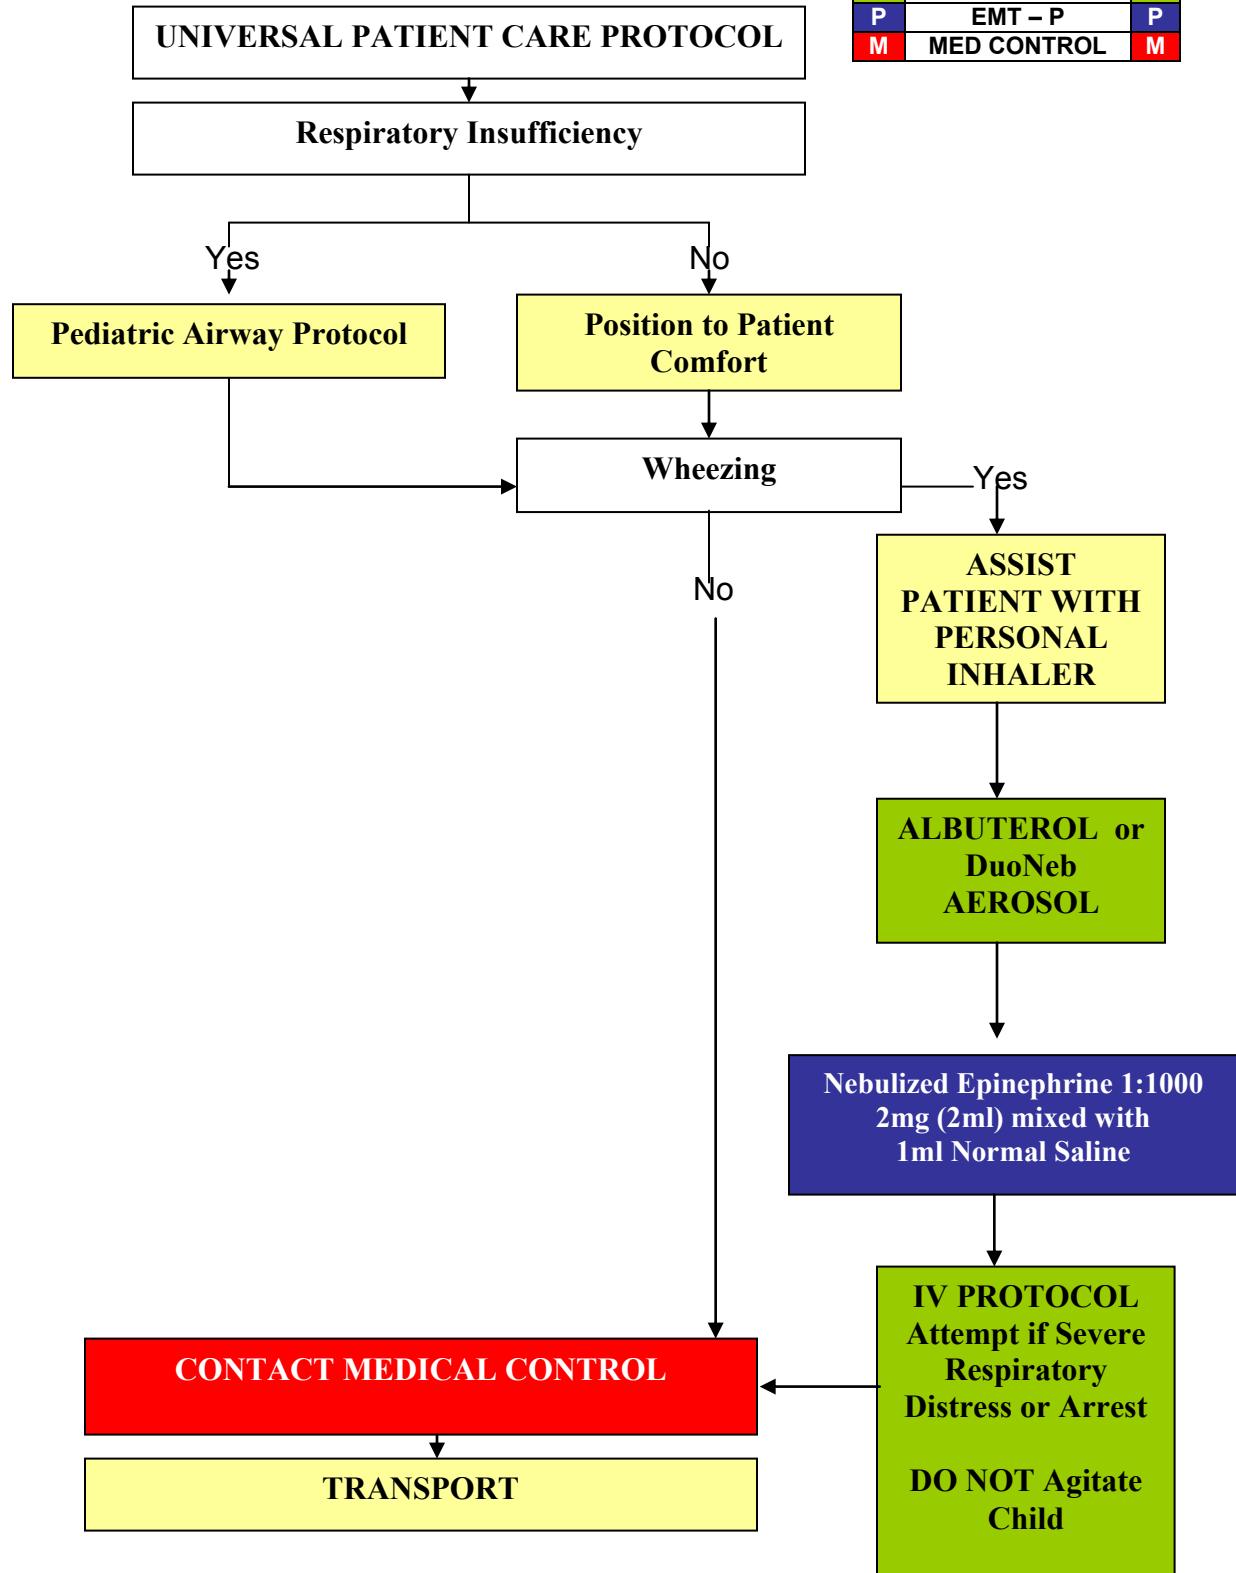 P EMT – P P
M MED CONTROL M
UNIVERSAL PATIENT CARE PROTOCOL
Respiratory Insufficiency
Yes
No
Pediatric Airway Protocol
Position to Patient
Comfort
Wheezing
Yes
No
ASSIST
PATIENT WITH
PERSONAL
INHALER
ALBUTEROL or
DuoNeb
AEROSOL
Nebulized Epinephrine 1:1000
2mg (2ml) mixed with
1ml Normal Saline
IV PROTOCOL
Attempt if Severe
Respiratory
Distress or Arrest
DO NOT Agitate
Child
CONTACT MEDICAL CONTROL
TRANSPORT